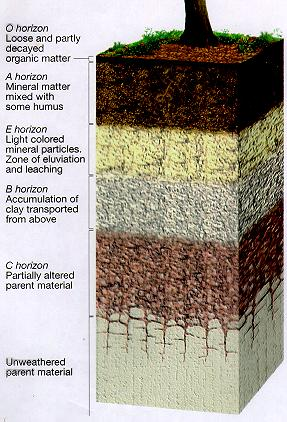 O horizon
Loose and partly
decayed
organic matter
A horizon
Mineral matter
mixed with
some humus
E horizon
Light colored
mineral particles.
Zone of eluviation
and leaching
B horizon
Accumulation of
clay transported
from above
C horizon
Partially altered
parent material
Unweathered
parent material